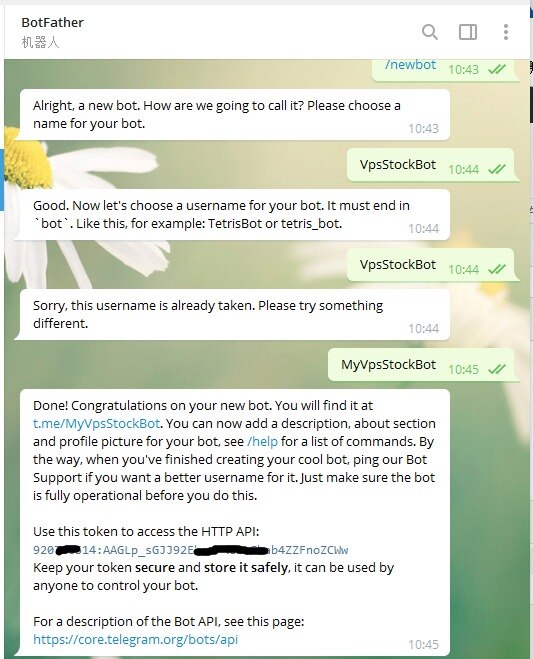 BotFather
机器人
/newbot 10:43
Alright, a new bot. How are we going to call it? Please choose a
name for your bot.
10:43
VpsStockBot 10:44
Good. Now let's choose a username for your bot. It must end in
`bot`. Like this, for example: TetrisBot or tetris_bot.
10:44
VpsStockBot 10:44
Sorry, this username is already taken. Please try something
different.
10:44
MyVpsStockBot 10:45
Done! Congratulations on your new bot. You will find it at
t.me/MyVpsStockBot. You can now add a description, about section
and profile picture for your bot, see /help for a list of commands. By
the way, when you've finished creating your cool bot, ping our Bot
Support if you want a better username for it. Just make sure the bot
is fully operational before you do this.
Use this token to access the HTTP API:
Keep your token secure and store it safely, it can be used by
anyone to control your bot.
For a description of the Bot API, see this page:
https://core.telegram.org/bots/api
10:45